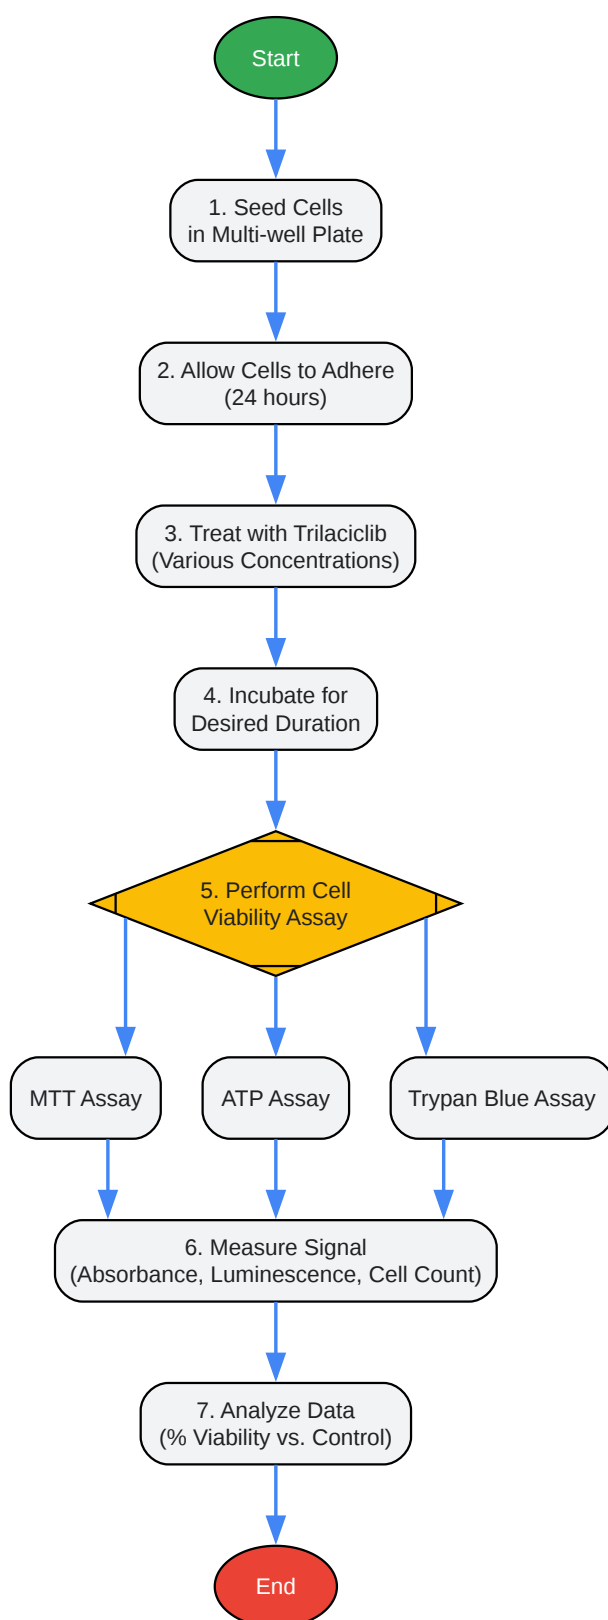 Start
1. Seed Cells
in Multi-well Plate
2. Allow Cells to Adhere
(24 hours)
3. Treat with Trilaciclib
(Various Concentrations)
4. Incubate for
Desired Duration
5. Perform Cell
Viability Assay
MTT Assay
ATP Assay
Trypan Blue Assay
6. Measure Signal
(Absorbance, Luminescence, Cell Count)
7. Analyze Data
(% Viability vs. Control)
End